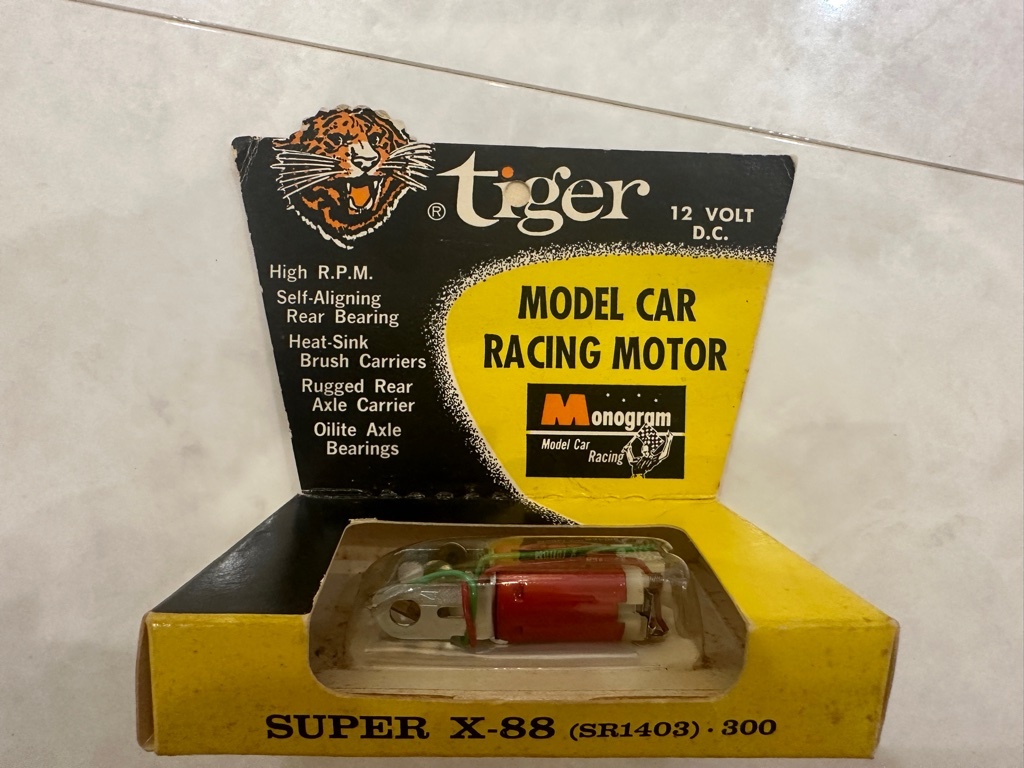 ® tiger
12 VOLT
D.C.
High R.P.M.
Self-Aligning
Rear Bearing
Heat-Sink
Brush Carriers
Rugged Rear
Axle Carrier
Oilite Axle
Bearings
MODEL CAR
RACING MOTOR
Monogram
Model Car
Racing
SUPER X-88 (SR1403) · 300